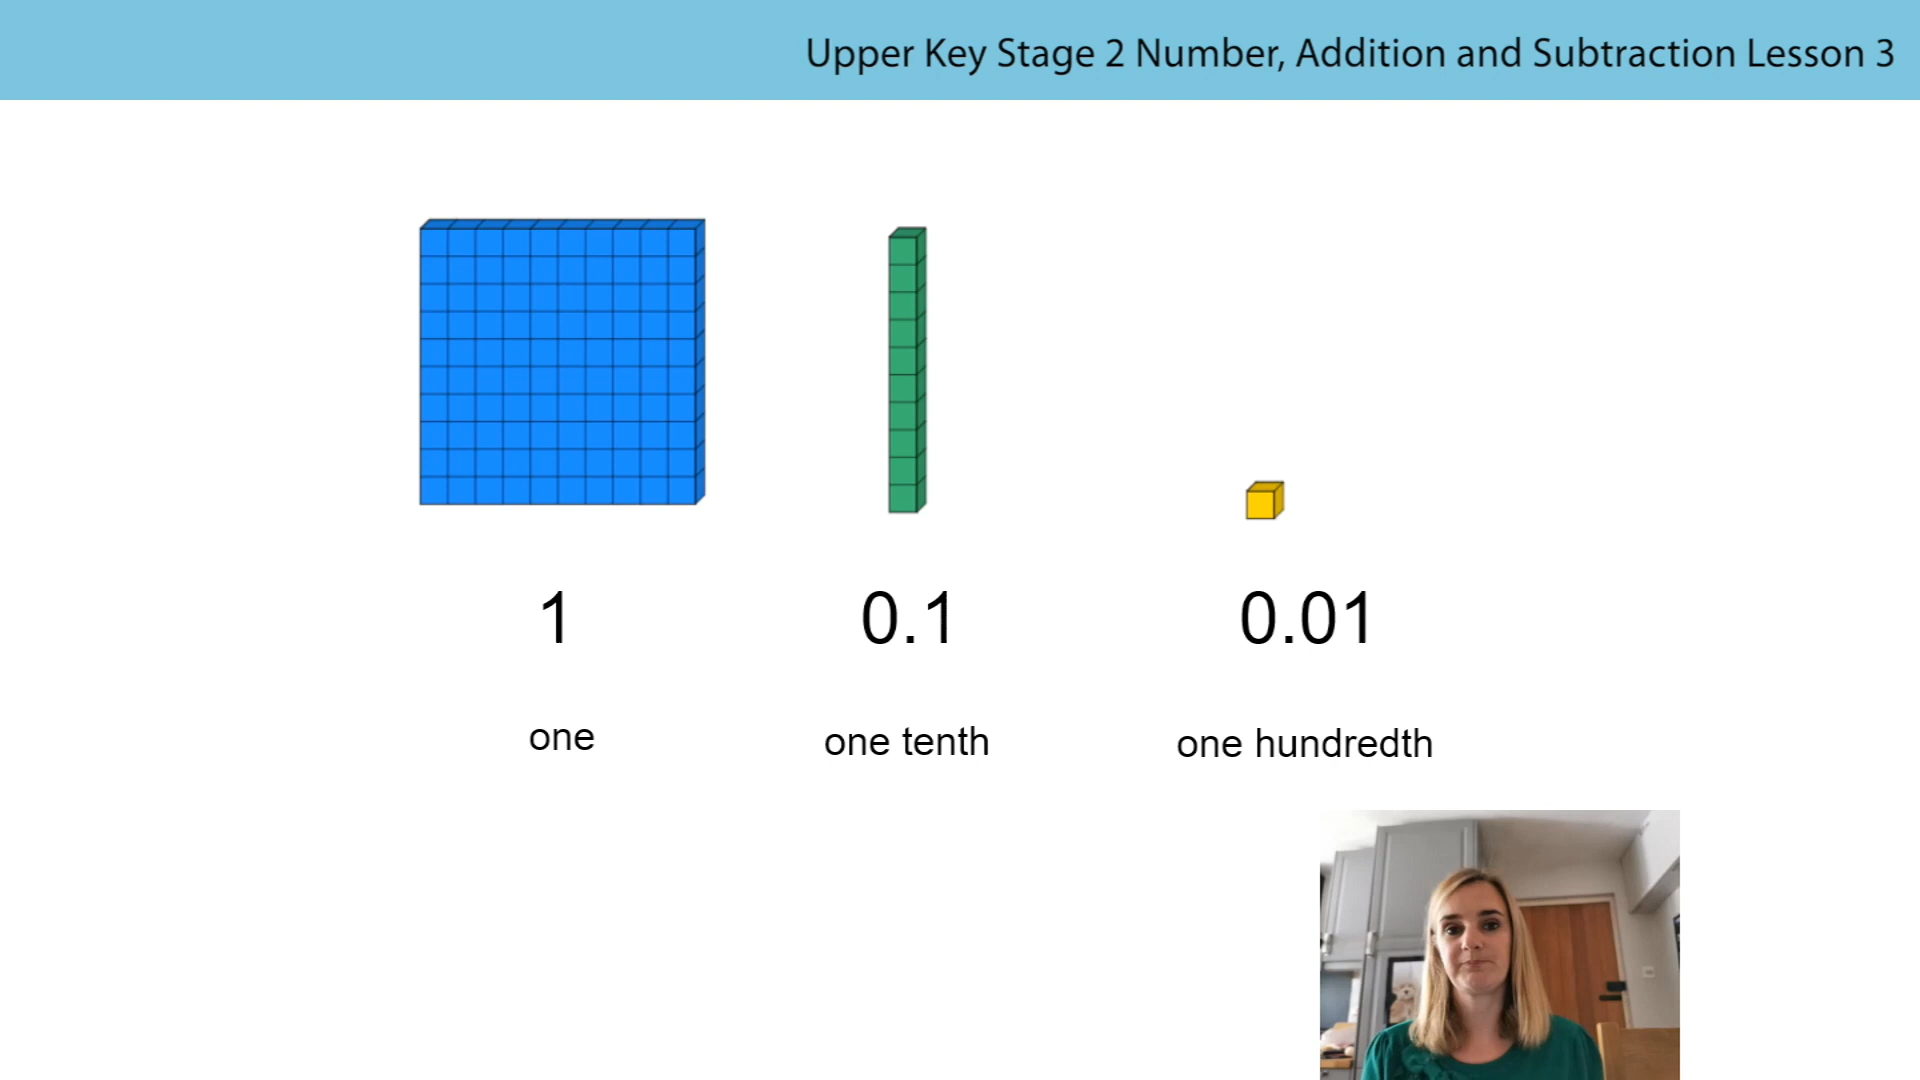 Upper Key Stage 2 Number, Addition and Subtraction Lesson 3
1 0.1 0.01
one one tenth one hundredth